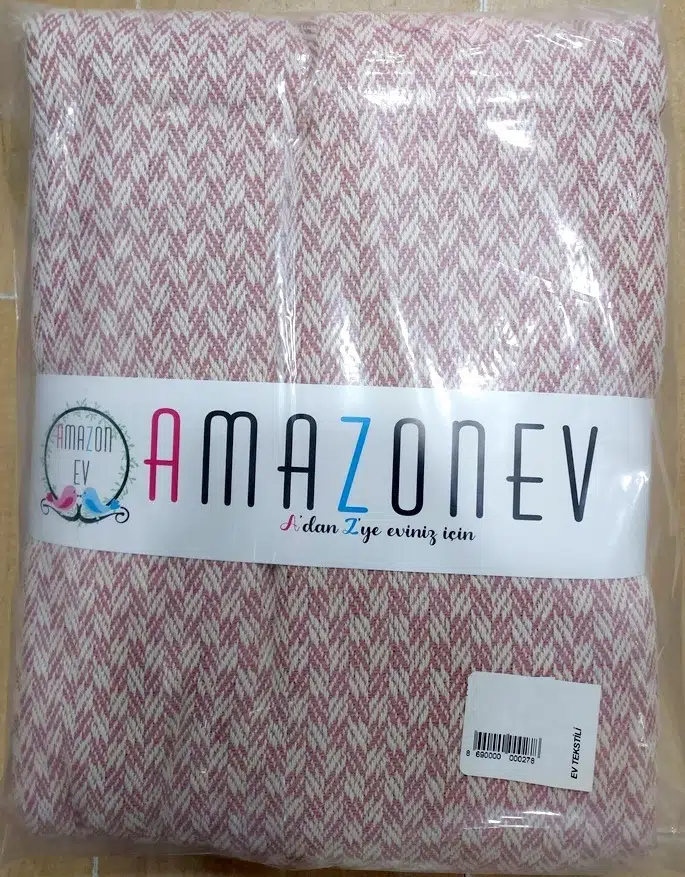 AMAZON
EV
AMAZONEV
A'dan Z'ye eviniz için
8 690000 000278
EV TEKSTİLİ